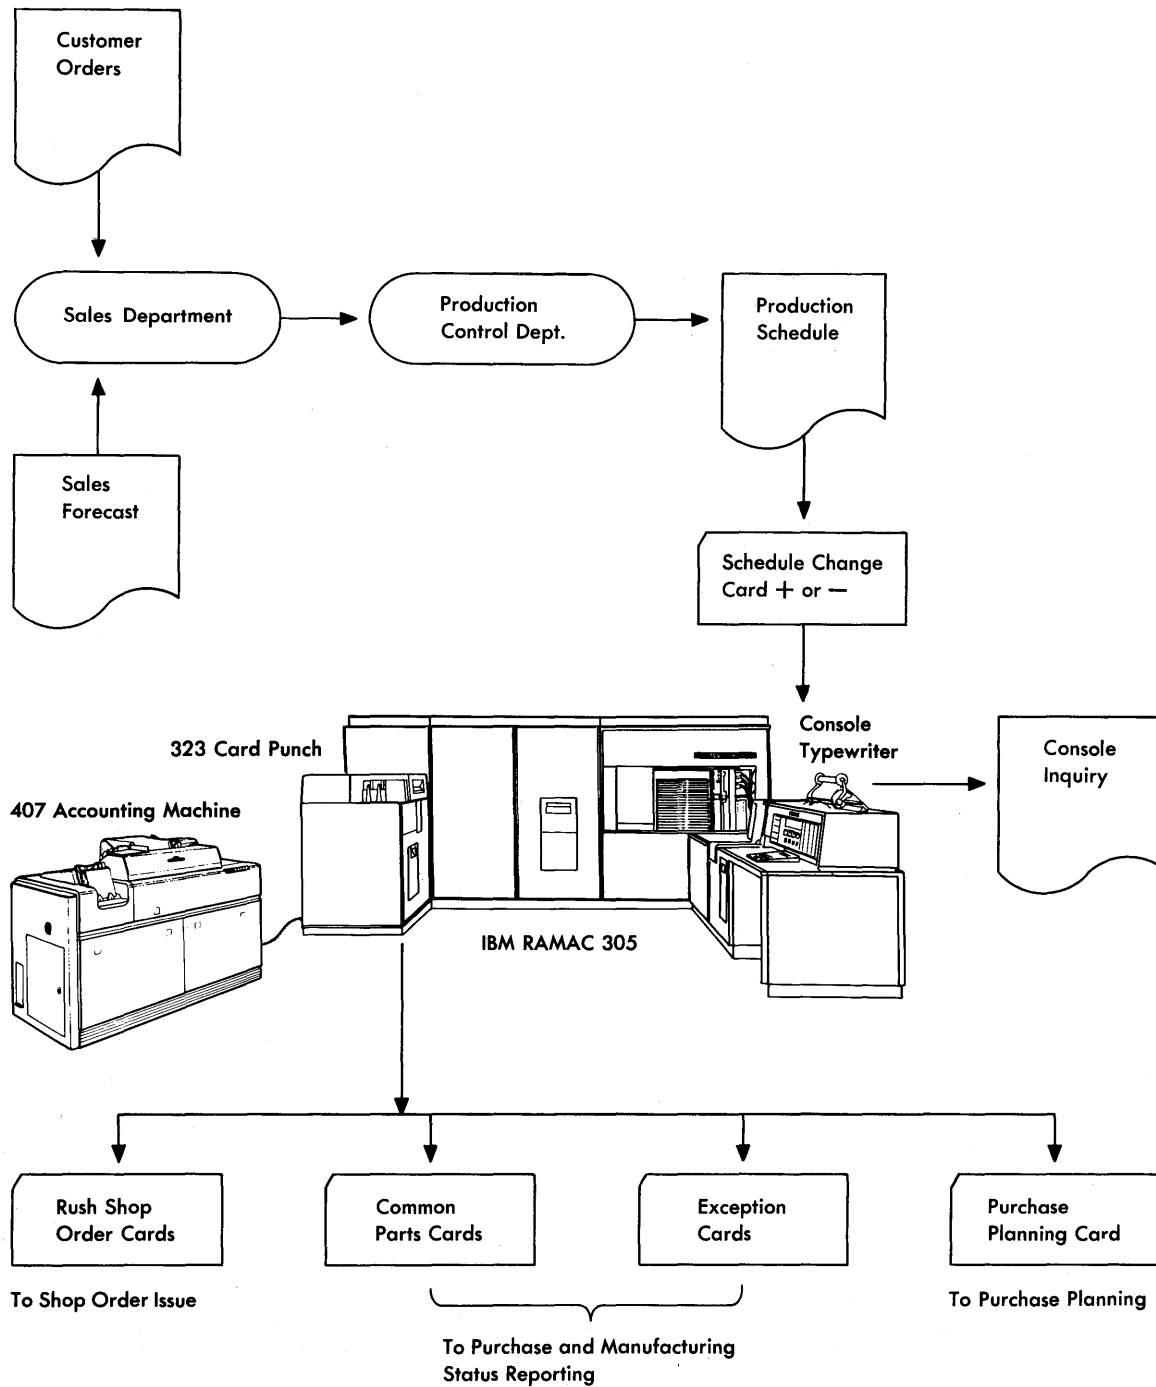 Customer
Orders
Sales Department
Production
Control Dept.
Production
Schedule
Sales
Forecast
Schedule Change
Card + or −
323 Card Punch
Console
Typewriter
Console
Inquiry
407 Accounting Machine
IBM RAMAC 305
Rush Shop
Order Cards
Common
Parts Cards
Exception
Cards
Purchase
Planning Card
To Shop Order Issue
To Purchase Planning
To Purchase and Manufacturing
Status Reporting